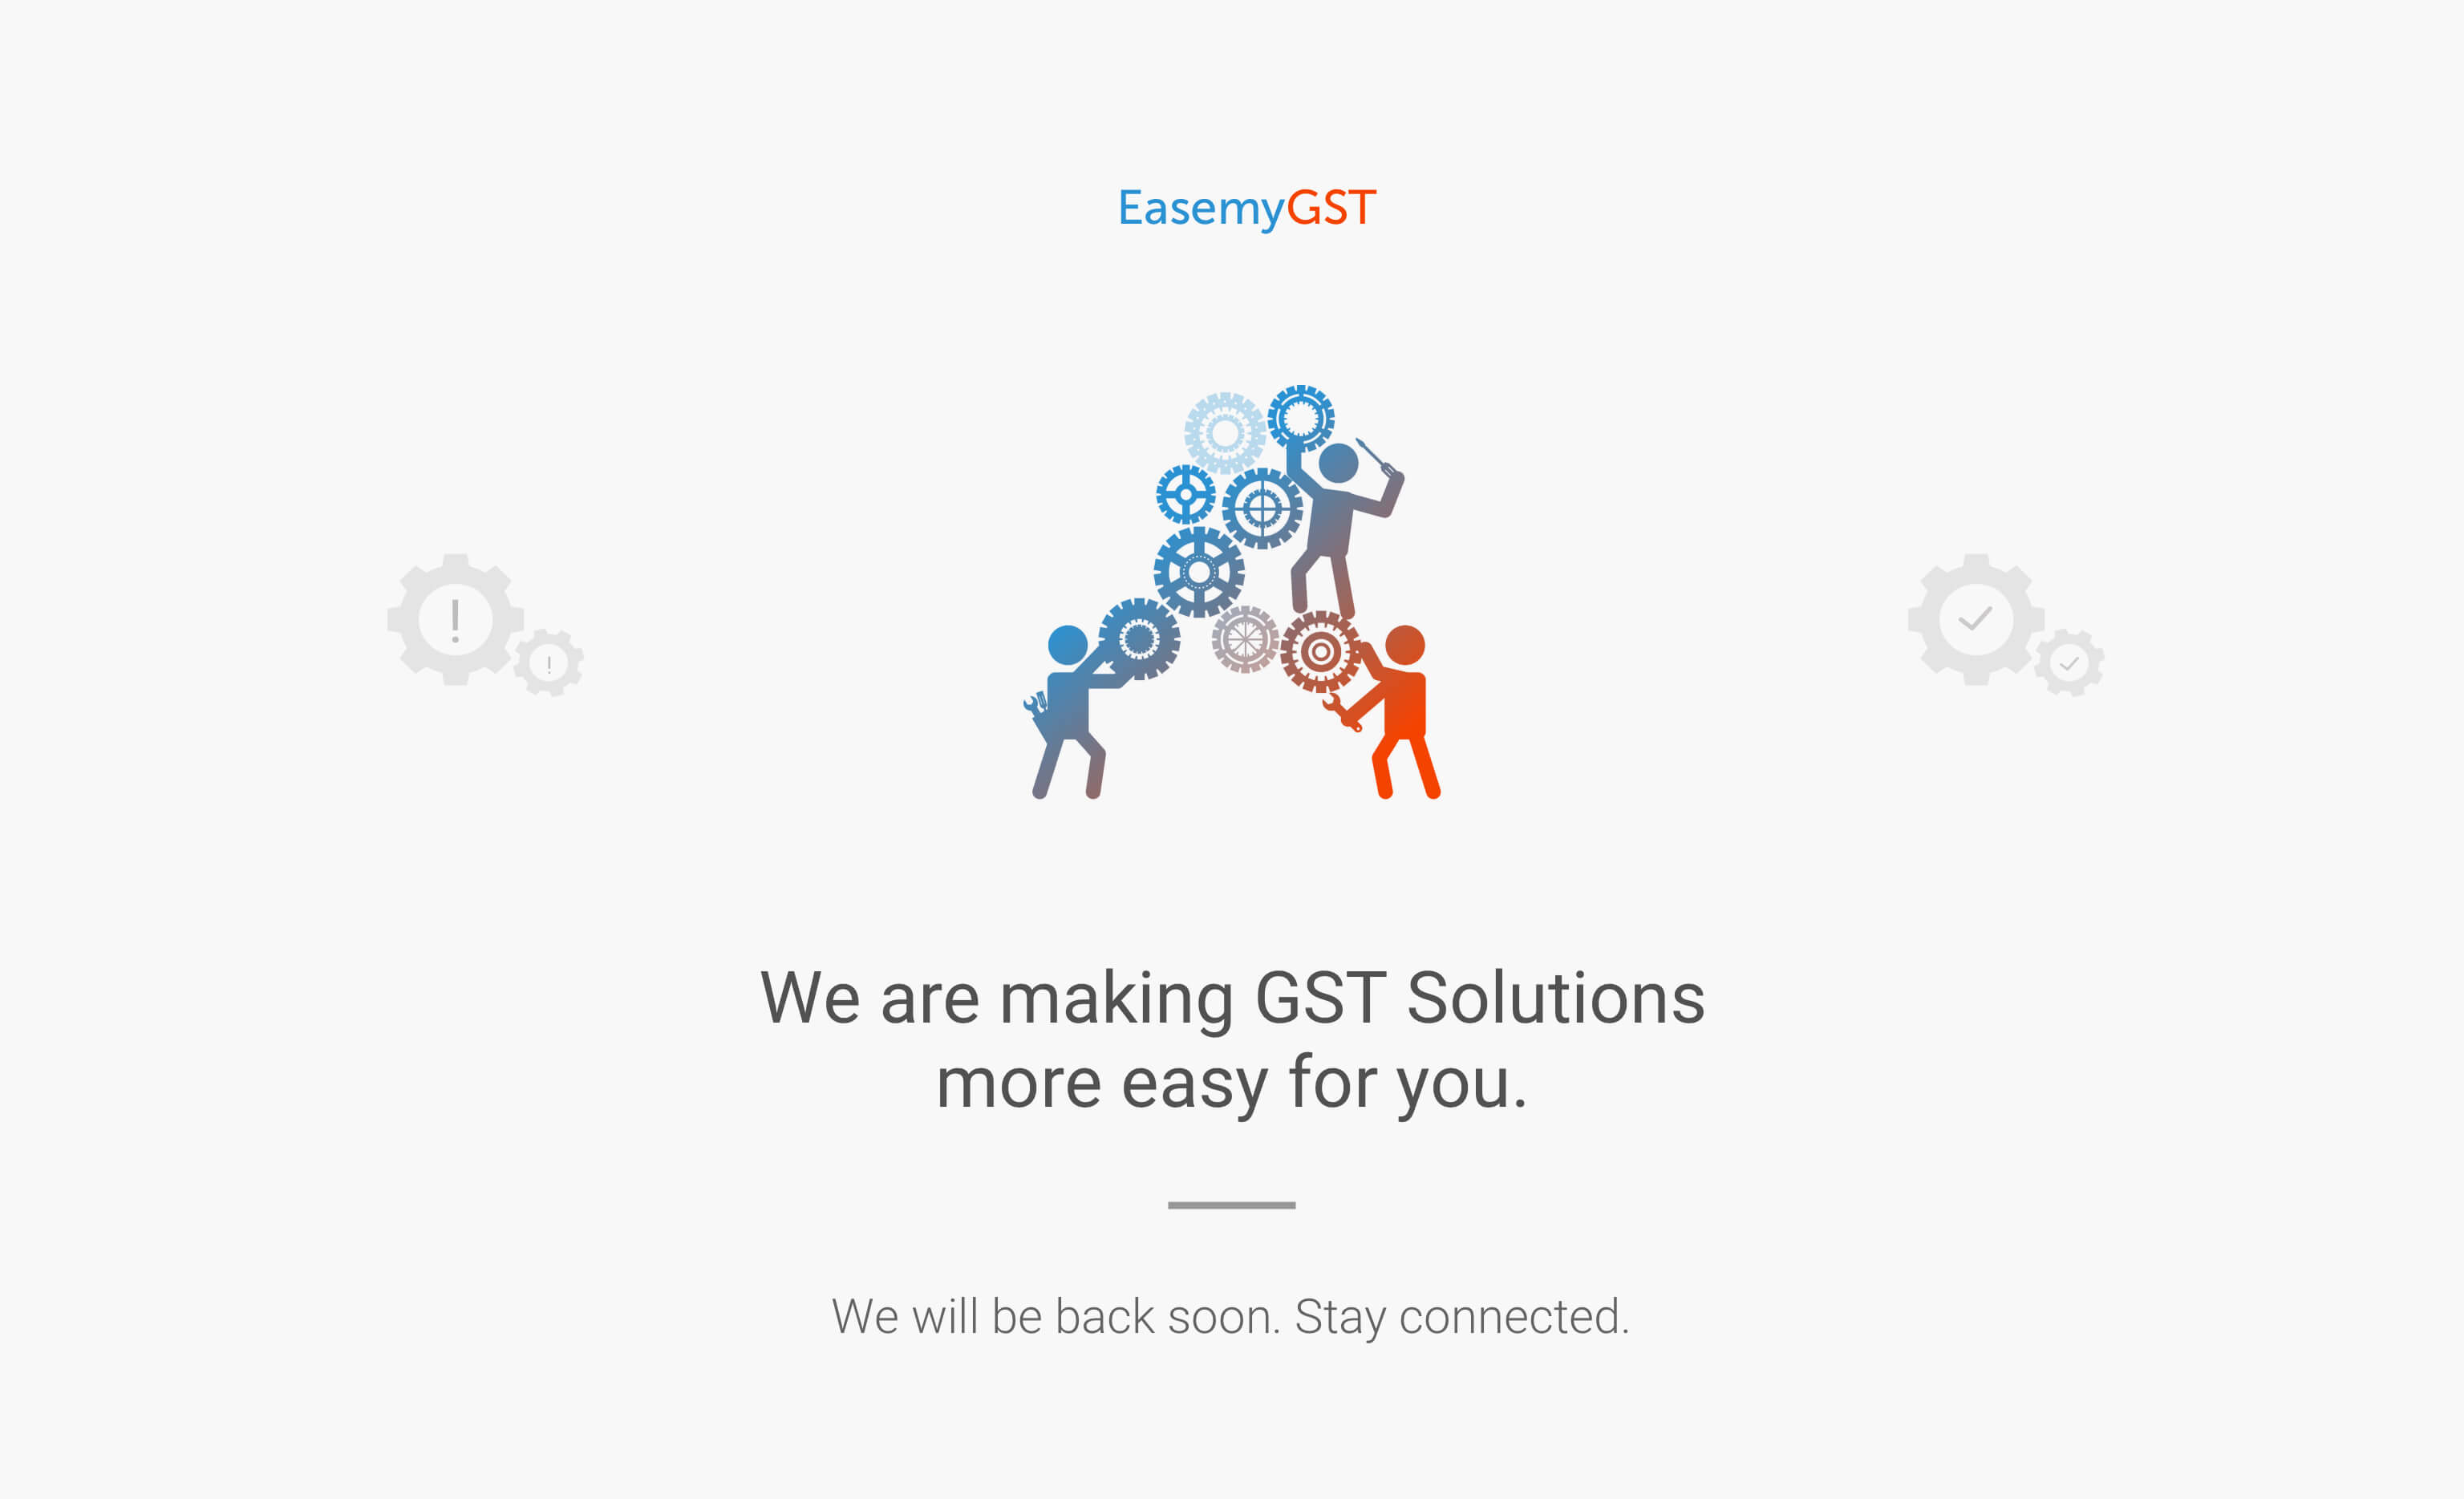 EasemyGST
We are making GST Solutions
more easy for you.
We will be back soon. Stay connected.